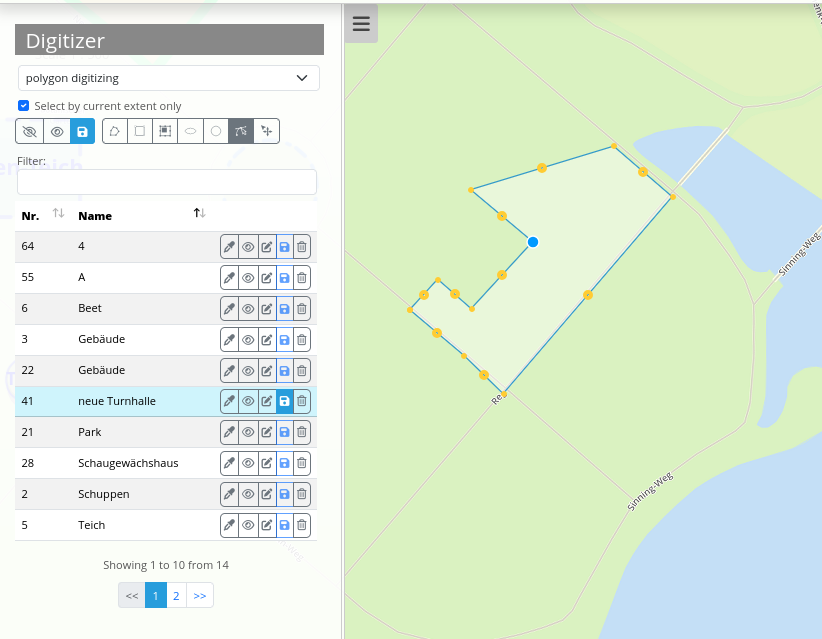 Digitizer
polygon digitizing
Select by current extent only
Filter:
Nr. Name
64 4
55 A
6 Beet
3 Gebäude
22 Gebäude
41 neue Turnhalle
21 Park
28 Schaugewächshaus
2 Schuppen
5 Teich
Showing 1 to 10 from 14
<< 1 2 >>
Sinning-Weg
Sinning-Weg